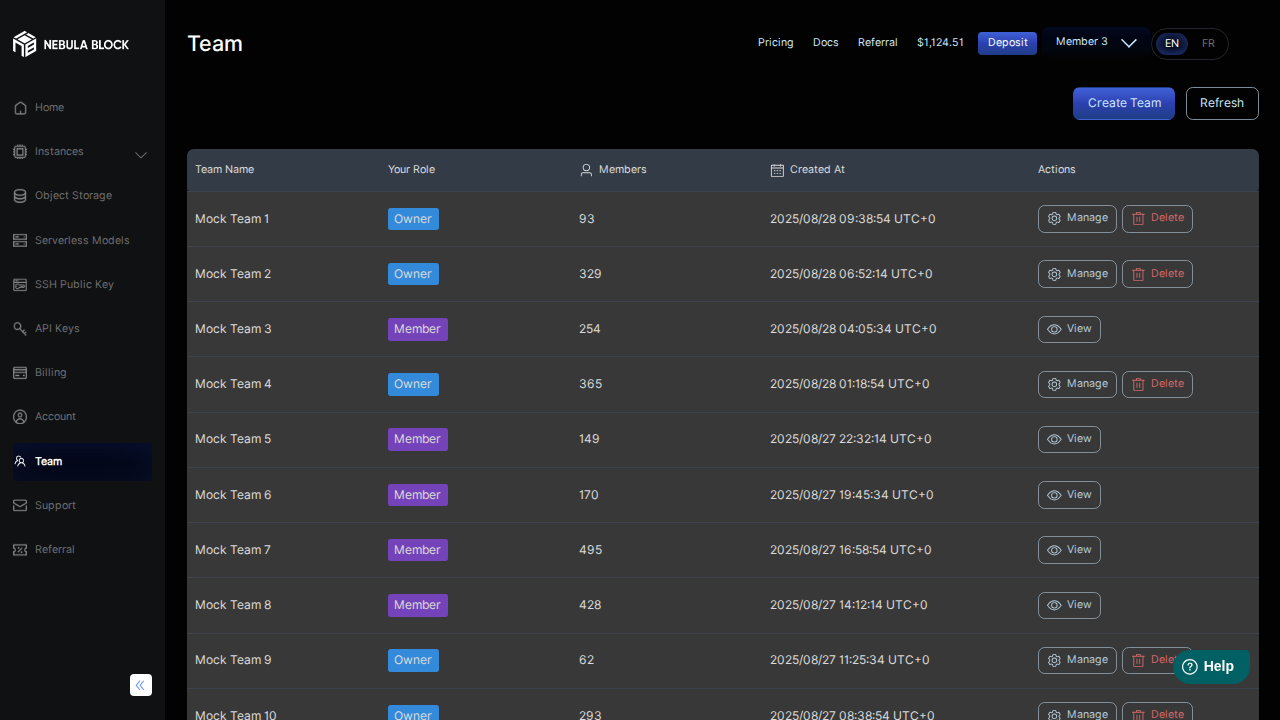 NEBULA BLOCK
Home
Instances
Object Storage
Serverless Models
SSH Public Key
API Keys
Billing
Account
Team
Support
Referral
Team
Pricing Docs Referral $1,124.51 Deposit Member 3 EN FR
Create Team Refresh
Team Name Your Role Members Created At Actions
Mock Team 1 Owner 93 2025/08/28 09:38:54 UTC+0 Manage Delete
Mock Team 2 Owner 329 2025/08/28 06:52:14 UTC+0 Manage Delete
Mock Team 3 Member 254 2025/08/28 04:05:34 UTC+0 View
Mock Team 4 Owner 365 2025/08/28 01:18:54 UTC+0 Manage Delete
Mock Team 5 Member 149 2025/08/27 22:32:14 UTC+0 View
Mock Team 6 Member 170 2025/08/27 19:45:34 UTC+0 View
Mock Team 7 Member 495 2025/08/27 16:58:54 UTC+0 View
Mock Team 8 Member 428 2025/08/27 14:12:14 UTC+0 View
Mock Team 9 Owner 62 2025/08/27 11:25:34 UTC+0 Manage Delete
Mock Team 10 Owner 293 2025/08/27 08:38:54 UTC+0 Manage Delete
Help